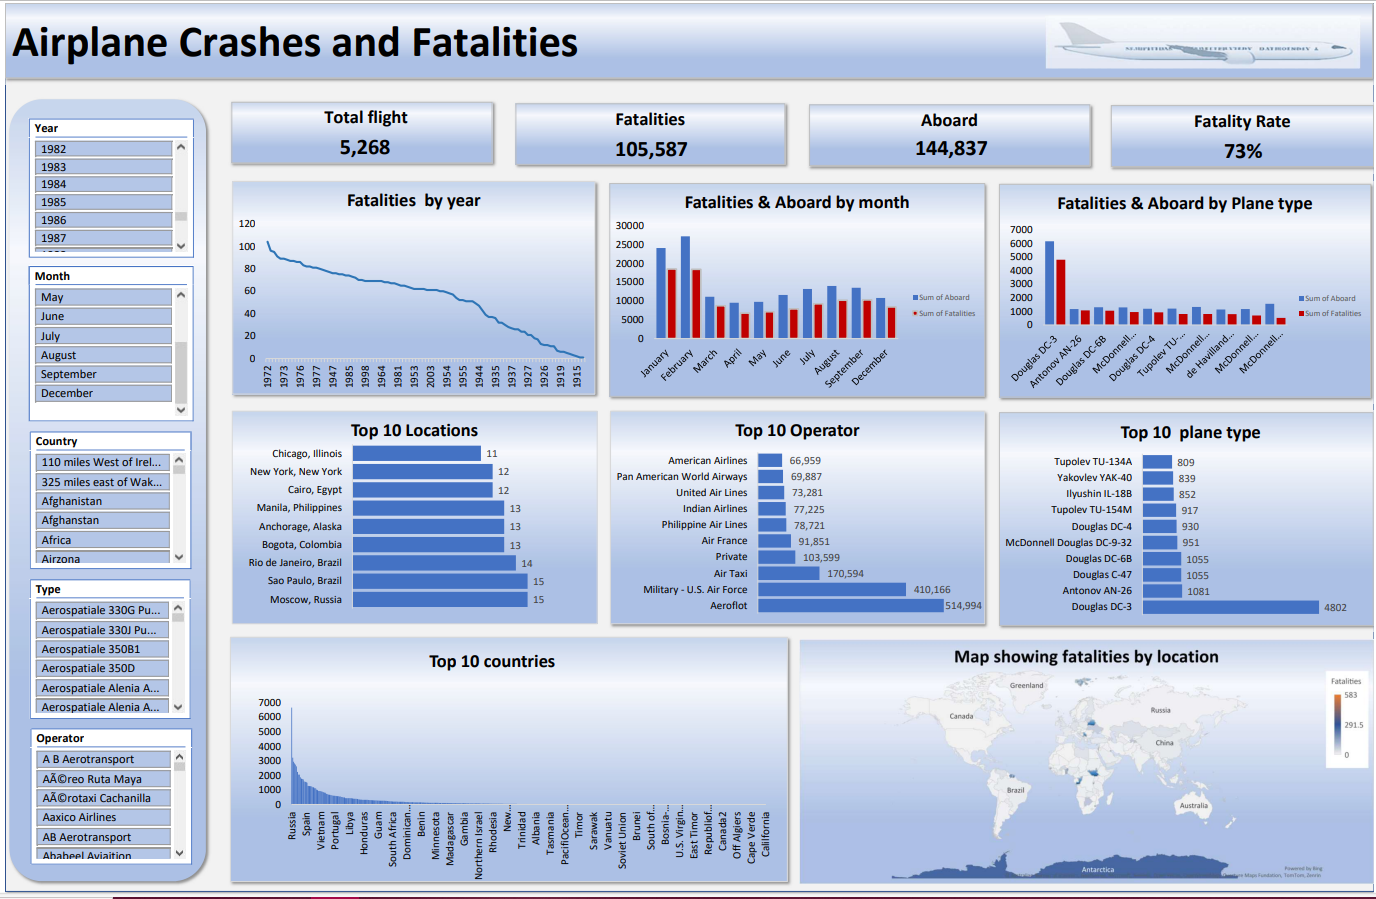 Airplane Crashes and Fatalities
Year
1982
1983
1984
1985
1986
1987
Month
May
June
July
August
September
December
Country
110 miles West of Irel...
325 miles east of Wak...
Afghanistan
Afghanstan
Africa
Airzona
Type
Aerospatiale 330G Pu...
Aerospatiale 330J Pu...
Aerospatiale 350B1
Aerospatiale 350D
Aerospatiale Alenia A...
Aerospatiale Alenia A...
Operator
A B Aerotransport
AÃ©reo Ruta Maya
AÃ©rotaxi Cachanilla
Aaxico Airlines
AB Aerotransport
Ababeel Aviaition
Total flight
5,268
Fatalities
105,587
Aboard
144,837
Fatality Rate
73%
Fatalities by year
120
100
80
60
40
20
0
1972
1973
1976
1977
1947
1985
1998
1964
1981
1953
2003
1954
1955
1944
1935
1937
1927
1926
1919
1915
Fatalities & Aboard by month
30000
25000
20000
15000
10000
5000
0
January
February
March
April
May
June
July
August
September
December
Sum of Aboard
Sum of Fatalities
Fatalities & Aboard by Plane type
7000
6000
5000
4000
3000
2000
1000
0
Douglas DC-3
Antonov AN-26
Douglas DC-6B
McDonnell...
Douglas DC-4
Tupolev TU-...
McDonnell...
de Havilland...
McDonnell...
McDonnell...
Sum of Aboard
Sum of Fatalities
Top 10 Locations
Chicago, Illinois 11
New York, New York 12
Cairo, Egypt 12
Manila, Philippines 13
Anchorage, Alaska 13
Bogota, Colombia 13
Rio de Janeiro, Brazil 14
Sao Paulo, Brazil 15
Moscow, Russia 15
Top 10 Operator
American Airlines 66,959
Pan American World Airways 69,887
United Air Lines 73,281
Indian Airlines 77,225
Philippine Air Lines 78,721
Air France 91,851
Private 103,599
Air Taxi 170,594
Military - U.S. Air Force 410,166
Aeroflot 514,994
Top 10 plane type
Tupolev TU-134A 809
Yakovlev YAK-40 839
Ilyushin IL-18B 852
Tupolev TU-154M 917
Douglas DC-4 930
McDonnell Douglas DC-9-32 951
Douglas DC-6B 1055
Douglas C-47 1055
Antonov AN-26 1081
Douglas DC-3 4802
Top 10 countries
7000
6000
5000
4000
3000
2000
1000
0
Russia
Spain
Vietnam
Portugal
Libya
Honduras
Guam
South Africa
Dominican...
Benin
Minnesota
Madagascar
Gambia
Northern Israel
Rhodesia
New...
Trinidad
Albania
Tasmania
PacifiOcean...
Timor
Sarawak
Vanuatu
Soviet Union
Brunei
South of...
Bosnia-...
U.S. Virgin...
East Timor
Republiof...
Canada2
Off Algiers
Cape Verde
California
Map showing fatalities by location
Greenland
Canada
Russia
China
Brazil
Australia
Antarctica
Fatalities
583
291.5
0
Powered by Bing